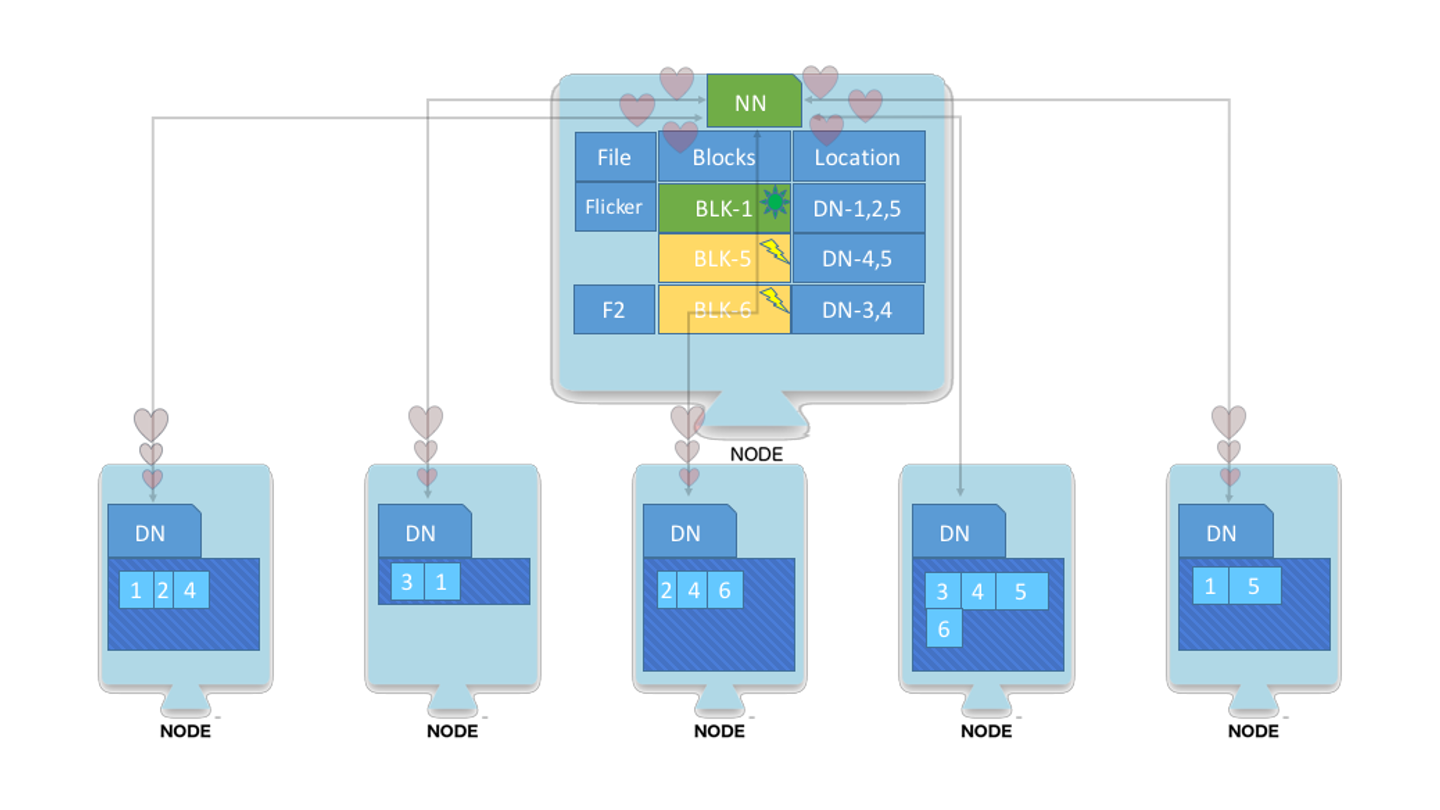 NN
File Blocks Location
Flicker BLK-1 DN-1,2,5
BLK-5 DN-4,5
F2 BLK-6 DN-3,4
NODE
DN DN DN DN DN
1 2 4 3 1 2 4 6 3 4 5 1 5
6
NODE NODE NODE NODE NODE